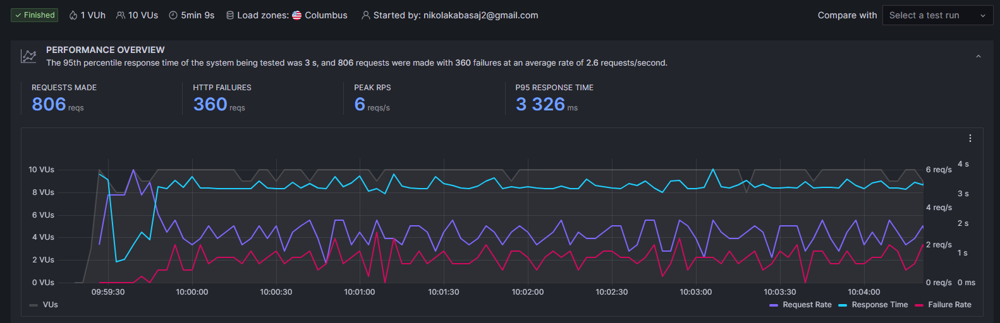 Finished 1 VUh 10 VUs 5min 9s Load zones: Columbus Started by: nikolakabasaj2@gmail.com Compare with Select a test run
PERFORMANCE OVERVIEW
The 95th percentile response time of the system being tested was 3 s, and 806 requests were made with 360 failures at an average rate of 2.6 requests/second.
REQUESTS MADE HTTP FAILURES PEAK RPS P95 RESPONSE TIME
806 reqs 360 reqs 6 reqs/s 3 326 ms
10 VUs 6 req/s 4 s
8 VUs 3 s
6 VUs 4 req/s
4 VUs 2 s
2 VUs 2 req/s 1 s
0 VUs 0 req/s 0 ms
09:59:30 10:00:00 10:00:30 10:01:00 10:01:30 10:02:00 10:02:30 10:03:00 10:03:30 10:04:00
VUs Request Rate Response Time Failure Rate